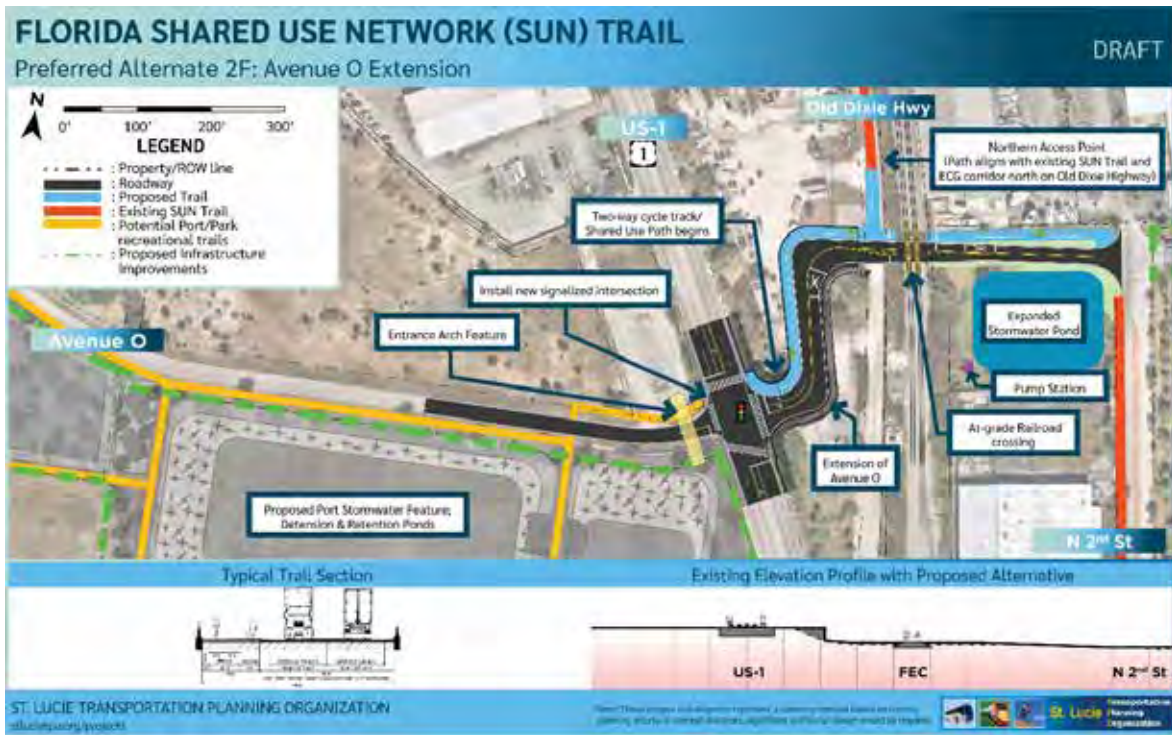 FLORIDA SHARED USE NETWORK (SUN) TRAIL
Preferred Alternate 2F: Avenue O Extension
DRAFT
N
0' 100' 200' 300'
LEGEND
: Property/ROW line
: Roadway
: Proposed Trail
: Existing SUN Trail
: Potential Port/Park
recreational trails
: Proposed Infrastructure
Improvements
US-1
1
Old Dixie Hwy
Northern Access Point
(Path aligns with existing SUN Trail and
ECG corridor north on Old Dixie Highway)
Two-way cycle track/
Shared Use Path begins
Install new signalized intersection
Entrance Arch Feature
Avenue O
Expanded
Stormwater Pond
Pump Station
At-grade Railroad
crossing
Extension of
Avenue O
Proposed Port Stormwater Feature;
Detension & Retention Ponds
N 2nd St
Typical Trail Section
Existing Elevation Profile with Proposed Alternative
US-1
FEC
N 2nd St
ST. LUCIE TRANSPORTATION PLANNING ORGANIZATION
St. Lucie
Transportation
Planning
Organization